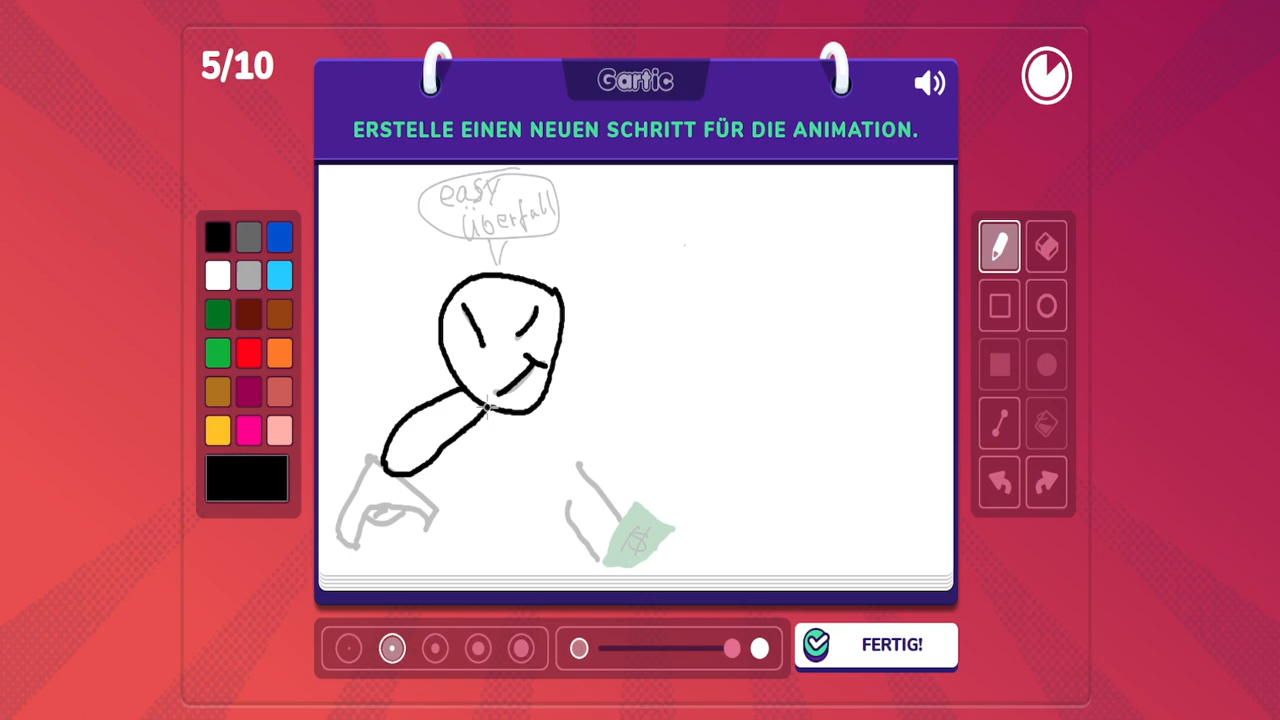 5/10
Gartic
ERSTELLE EINEN NEUEN SCHRITT FÜR DIE ANIMATION.
easy
überfall
$
FERTIG!